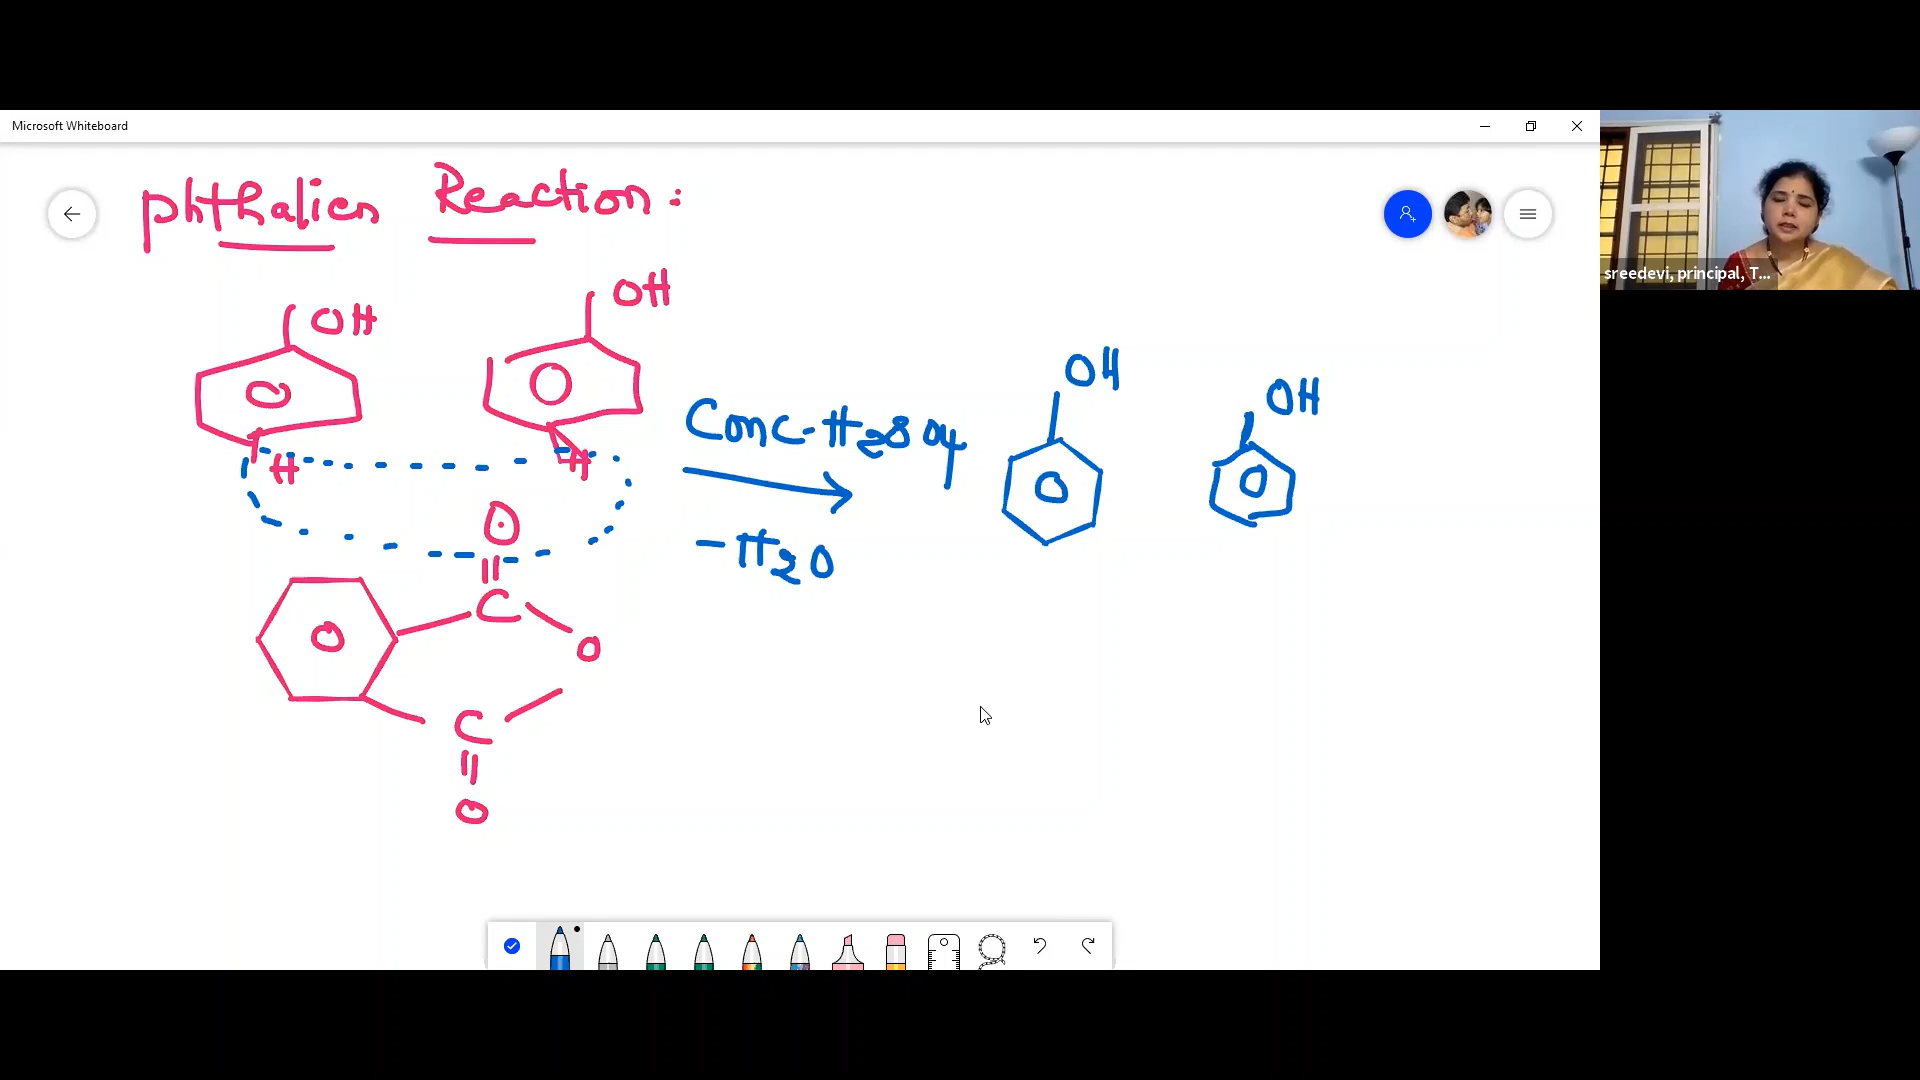 Microsoft Whiteboard
phthalien Reaction:
OH OH
H H
O
C
O
C
O
Conc-H2SO4
-H2O
OH OH
sreedevi, principal, T...